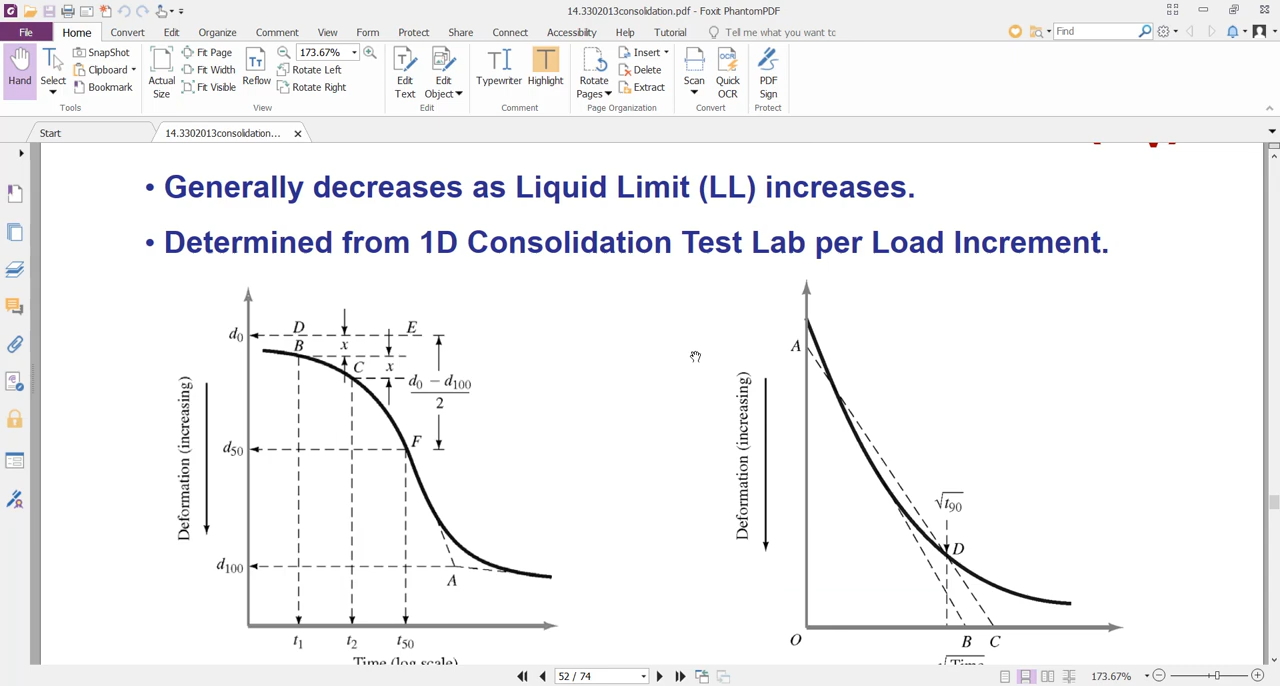 14.3302013consolidation.pdf - Foxit PhantomPDF
File Home Convert Edit Organize Comment View Form Protect Share Connect Accessibility Help Tutorial Tell me what you want to Find
Hand Select SnapShot Clipboard Bookmark Actual Size Fit Page Fit Width Fit Visible Reflow 173.67% Rotate Left Rotate Right Edit Text Edit Object Typewriter Highlight Rotate Pages Insert Delete Extract Scan Quick OCR PDF Sign
Tools View Edit Comment Page Organization Convert Protect
Start 14.3302013consolidation...
• Generally decreases as Liquid Limit (LL) increases.
• Determined from 1D Consolidation Test Lab per Load Increment.
Deformation (increasing)
d0
D
E
B
x
C
x
d0 − d100
2
d50
F
d100
A
t1 t2 t50
Time (log scale)
Deformation (increasing)
A
√t90
D
O B C
√Time
52 / 74 173.67%